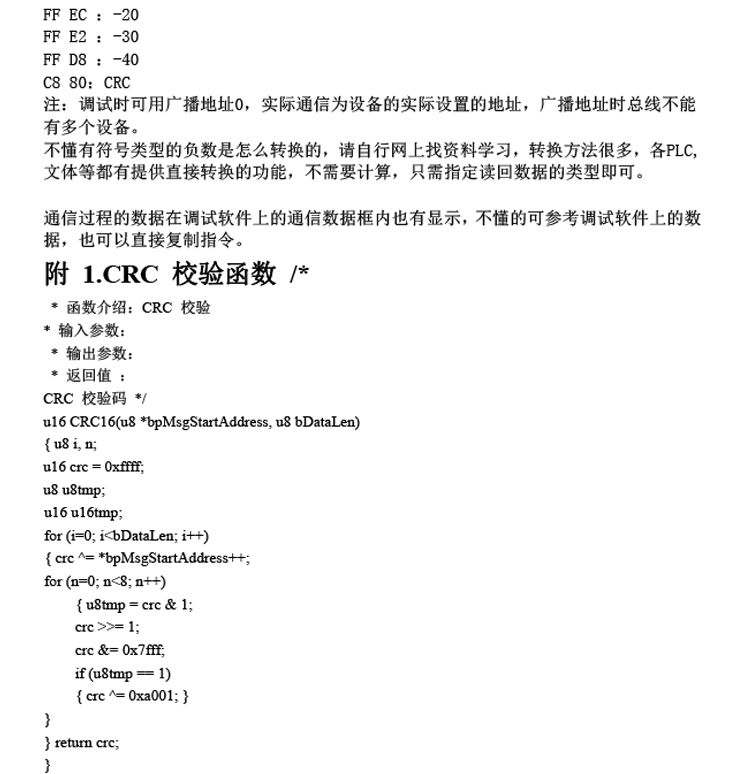 FF EC : -20
FF E2 : -30
FF D8 : -40
C8 80: CRC
注：调试时可用广播地址0，实际通信为设备的实际设置的地址，广播地址时总线不能
有多个设备。
不懂有符号类型的负数是怎么转换的，请自行网上找资料学习，转换方法很多，各PLC,
文体等都有提供直接转换的功能，不需要计算，只需指定读回数据的类型即可。
通信过程的数据在调试软件上的通信数据框内也有显示，不懂的可参考调试软件上的数
据，也可以直接复制指令。
附 1.CRC 校验函数 /*
* 函数介绍：CRC 校验
* 输入参数：
* 输出参数：
* 返回值 ：
CRC 校验码 */
u16 CRC16(u8 *bpMsgStartAddress, u8 bDataLen)
{ u8 i, n;
u16 crc = 0xffff;
u8 u8tmp;
u16 u16tmp;
for (i=0; i<bDataLen; i++)
{ crc ^= *bpMsgStartAddress++;
for (n=0; n<8; n++)
{ u8tmp = crc & 1;
crc >>= 1;
crc &= 0x7fff;
if (u8tmp == 1)
{ crc ^= 0xa001; }
}
} return crc;
}